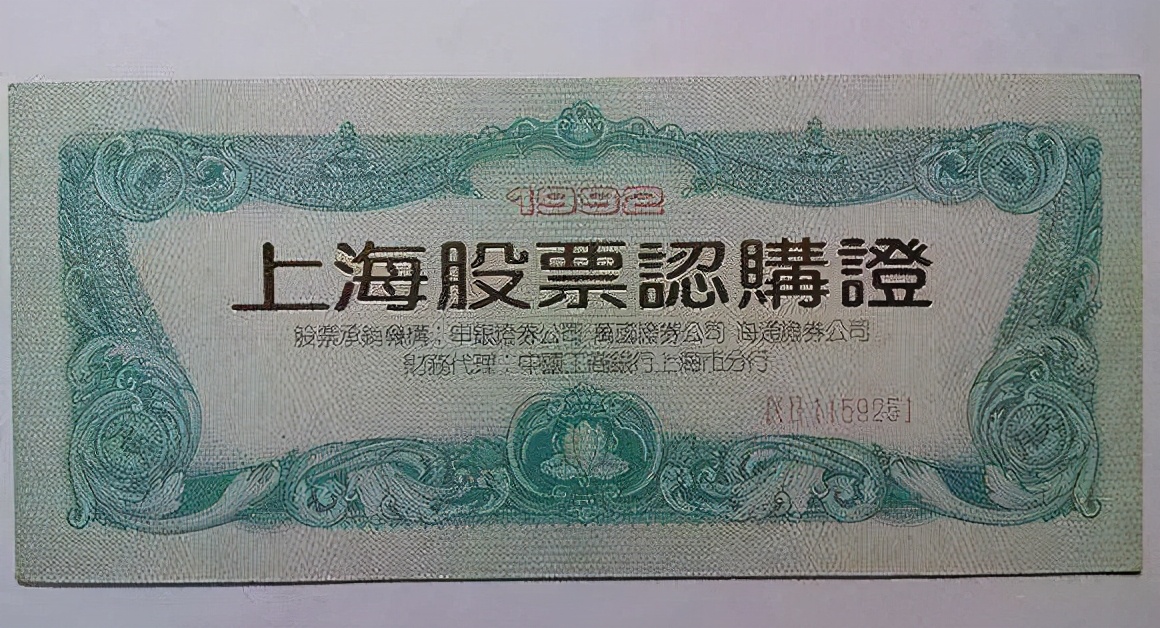 1992
上海股票認購證
股票承銷機構：申銀證券公司 萬國證券公司 海通證券公司
財務代理：中國工商銀行上海市分行